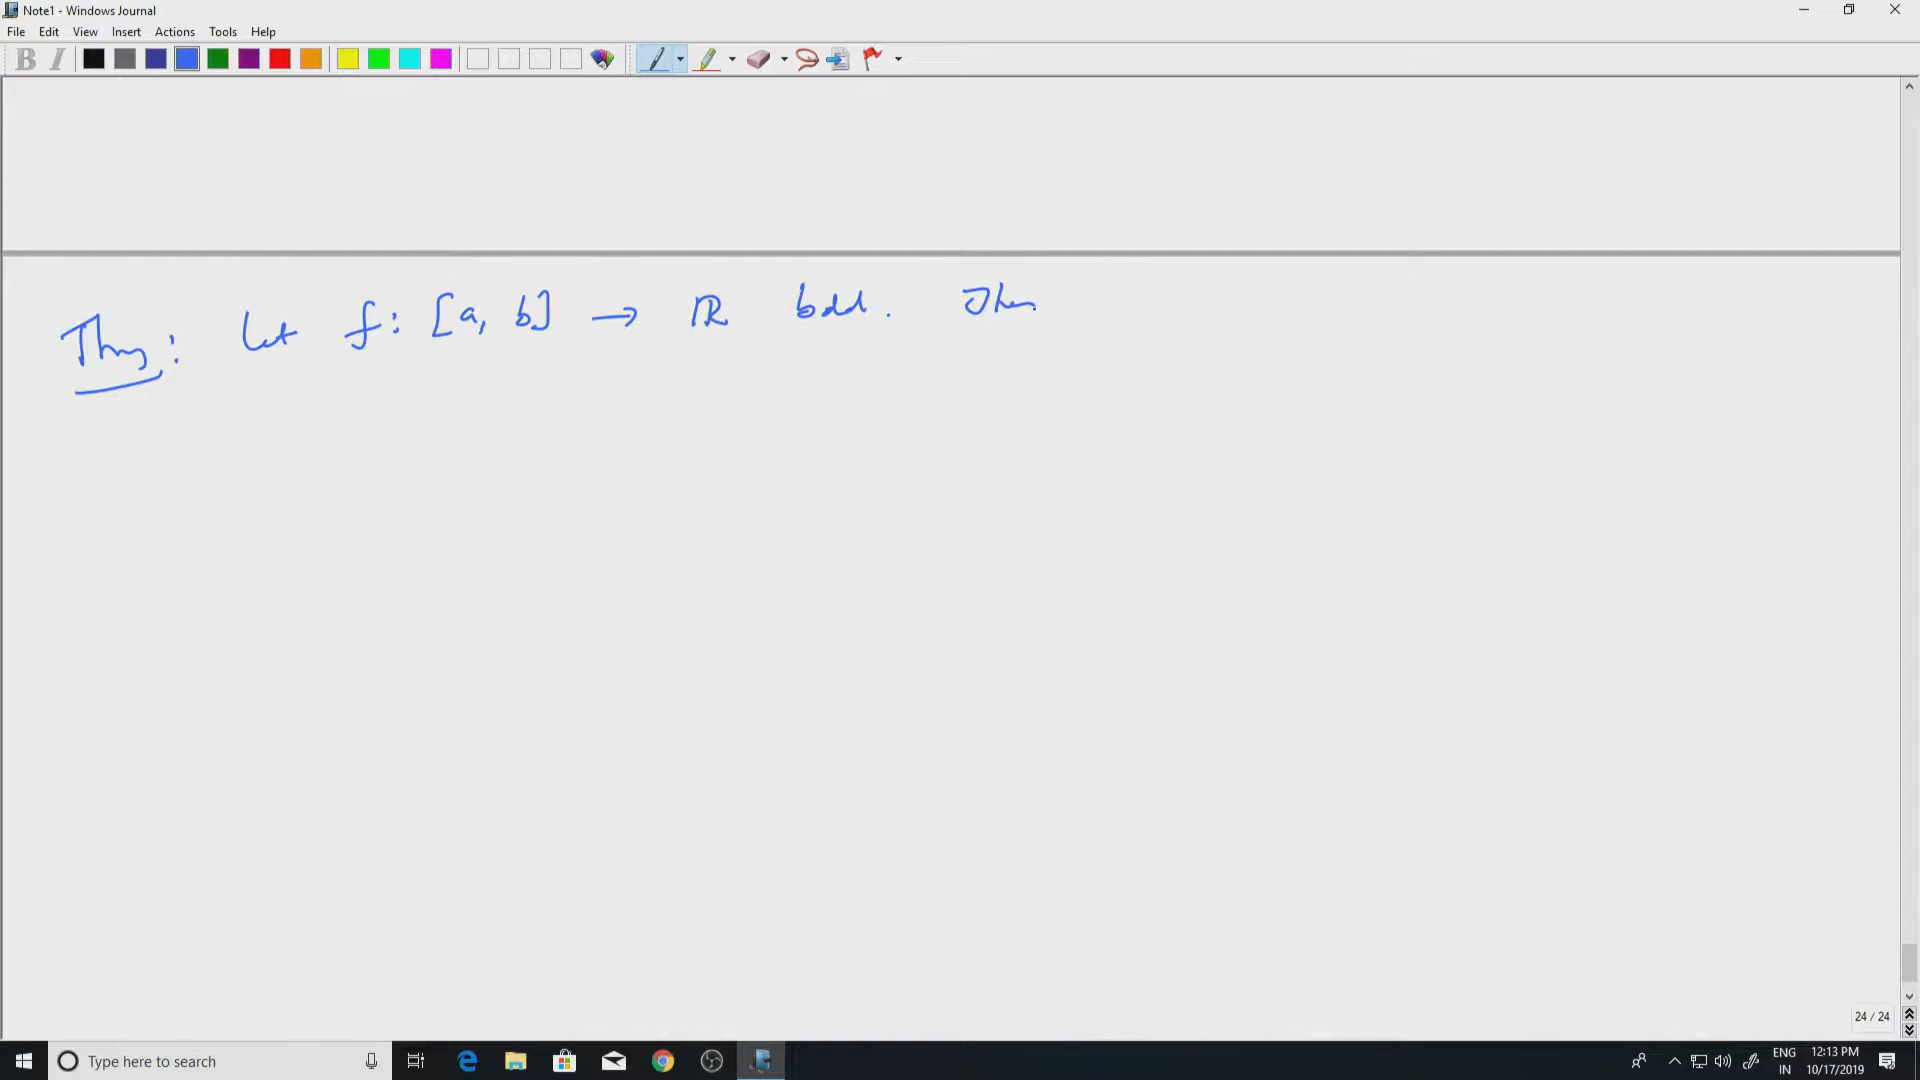 Note1 - Windows Journal
File Edit View Insert Actions Tools Help
B I
Thm: Let f: [a, b] → ℝ bdd. Then
24 / 24
Type here to search
ENG
IN
12:13 PM
10/17/2019